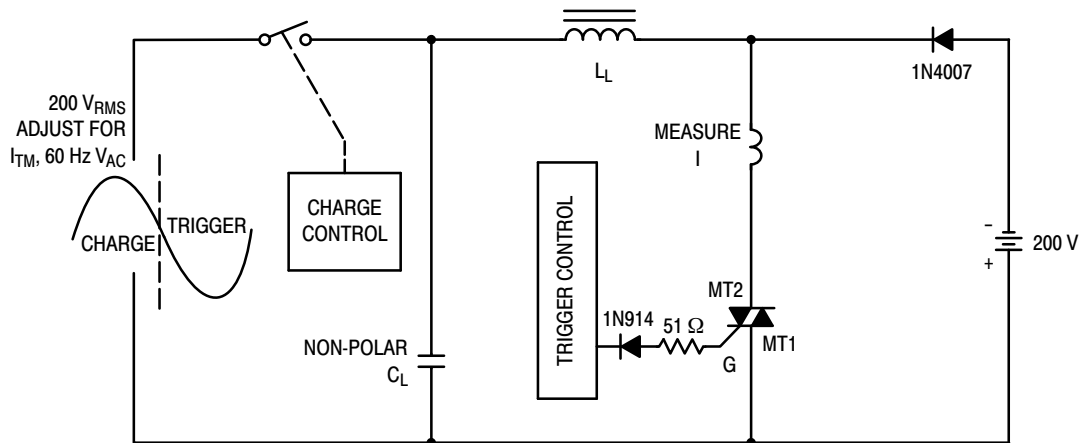 1N4007
L_L
200 V_RMS
ADJUST FOR
I_TM, 60 Hz V_AC
MEASURE
I
TRIGGER
CHARGE
CHARGE
CONTROL
TRIGGER CONTROL
-
+
200 V
MT2
1N914
51 Ω
MT1
G
NON-POLAR
C_L